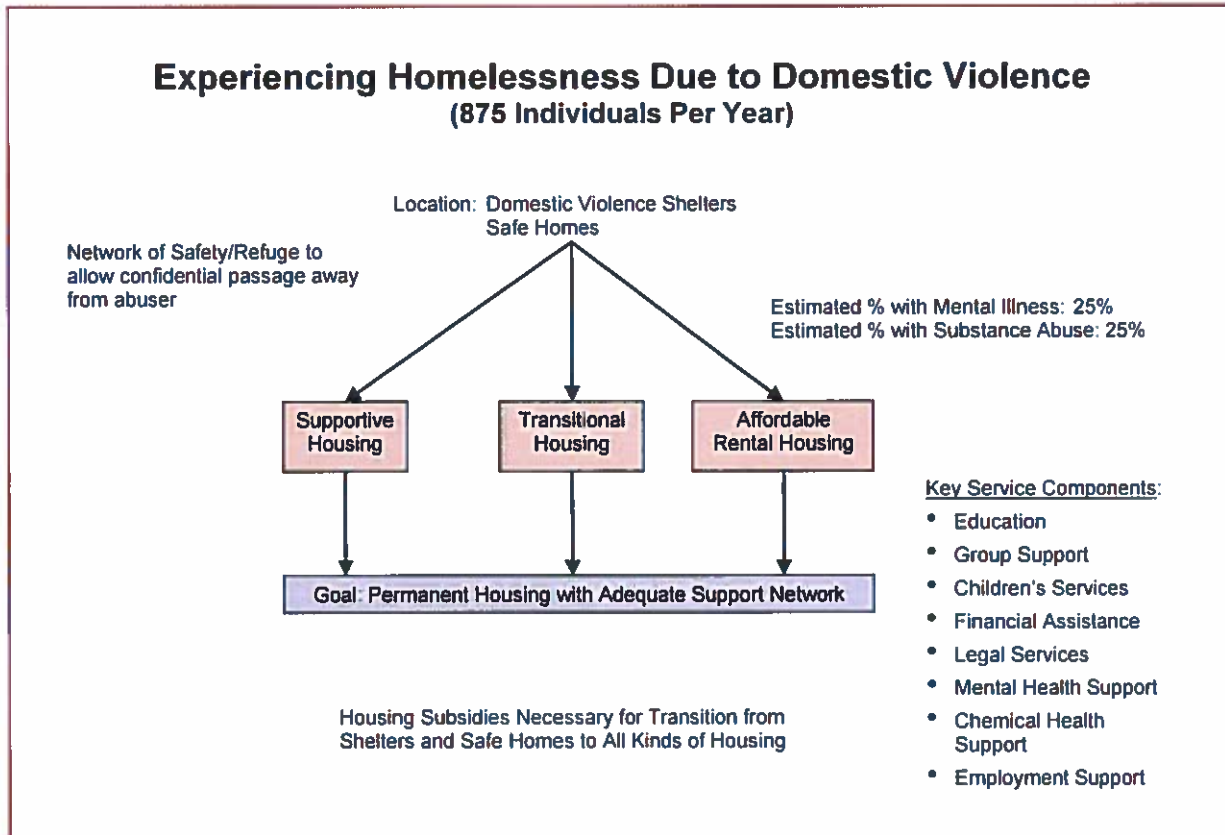 Experiencing Homelessness Due to Domestic Violence
(875 Individuals Per Year)
Location: Domestic Violence Shelters
Safe Homes
Network of Safety/Refuge to
allow confidential passage away
from abuser
Estimated % with Mental Illness: 25%
Estimated % with Substance Abuse: 25%
Supportive
Housing
Transitional
Housing
Affordable
Rental Housing
Goal: Permanent Housing with Adequate Support Network
Key Service Components:
• Education
• Group Support
• Children's Services
• Financial Assistance
• Legal Services
• Mental Health Support
• Chemical Health
Support
• Employment Support
Housing Subsidies Necessary for Transition from
Shelters and Safe Homes to All Kinds of Housing